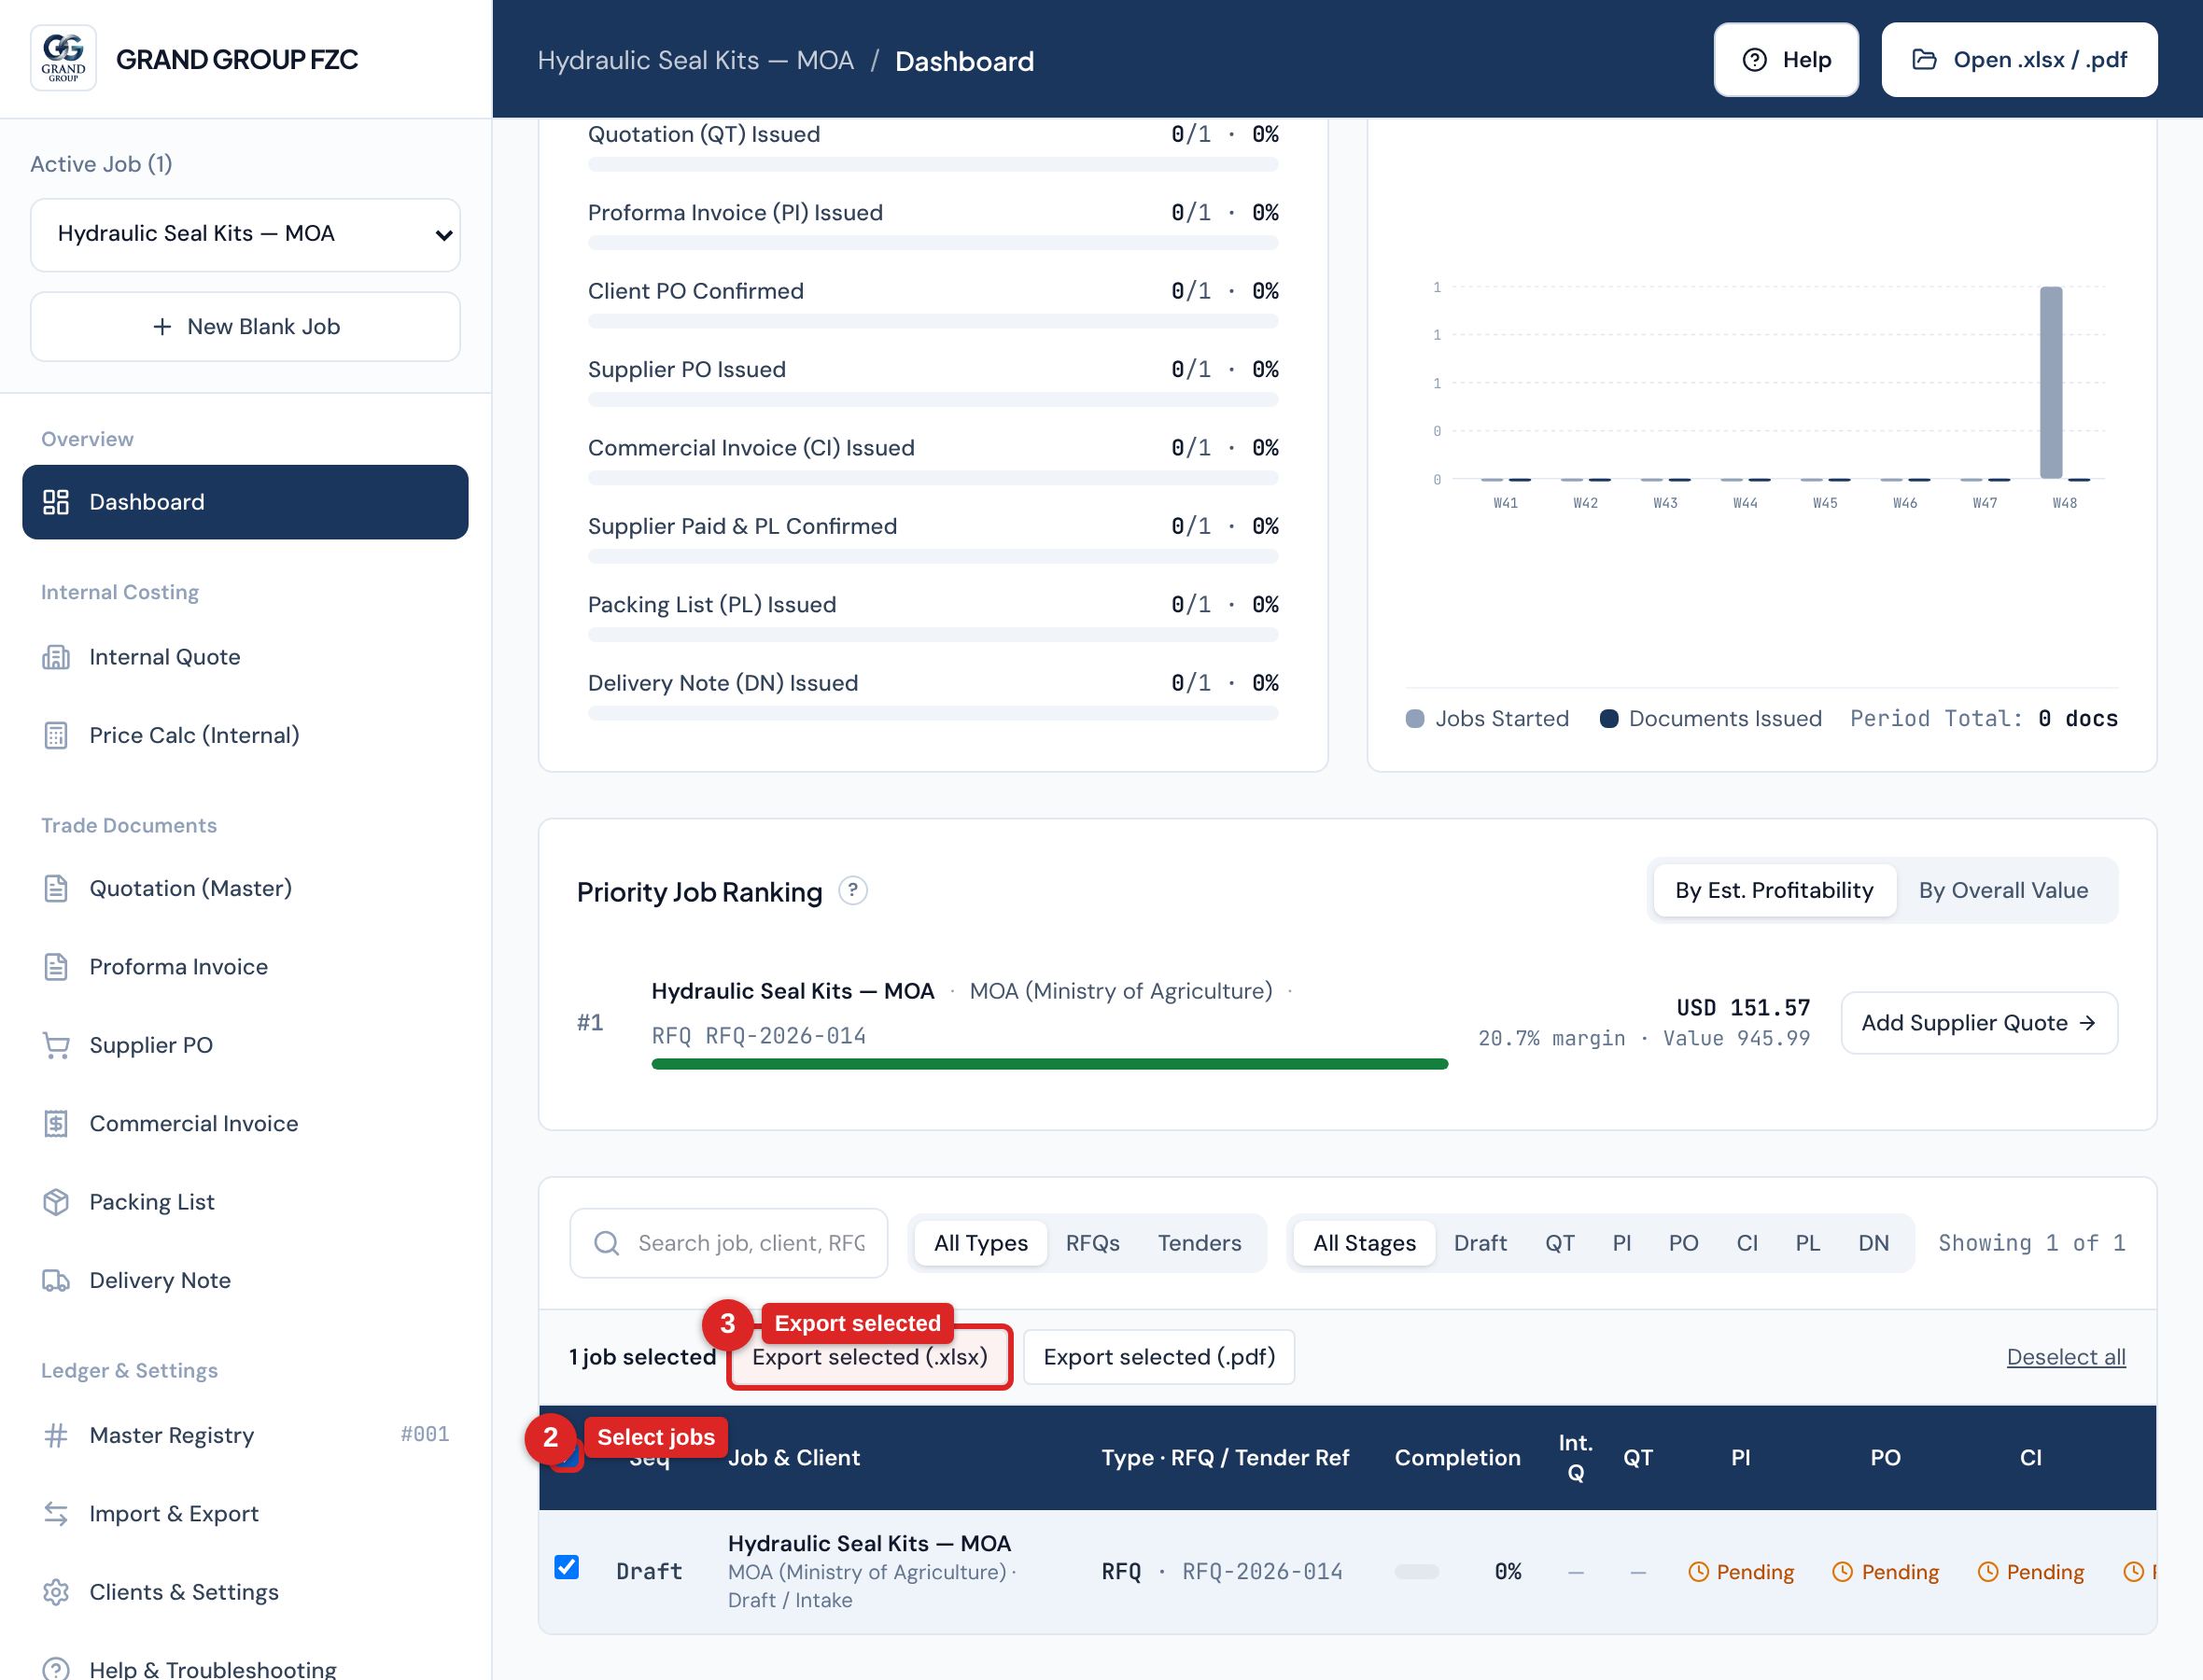 GRAND GROUP
GRAND GROUP FZC
Hydraulic Seal Kits — MOA / Dashboard
Help
Open .xlsx / .pdf
Active Job (1)
Hydraulic Seal Kits — MOA
+ New Blank Job
Overview
Dashboard
Internal Costing
Internal Quote
Price Calc (Internal)
Trade Documents
Quotation (Master)
Proforma Invoice
Supplier PO
Commercial Invoice
Packing List
Delivery Note
Ledger & Settings
Master Registry #001
Import & Export
Clients & Settings
Help & Troubleshooting
Quotation (QT) Issued 0/1 · 0%
Proforma Invoice (PI) Issued 0/1 · 0%
Client PO Confirmed 0/1 · 0%
Supplier PO Issued 0/1 · 0%
Commercial Invoice (CI) Issued 0/1 · 0%
Supplier Paid & PL Confirmed 0/1 · 0%
Packing List (PL) Issued 0/1 · 0%
Delivery Note (DN) Issued 0/1 · 0%
1
1
1
0
0
W41 W42 W43 W44 W45 W46 W47 W48
Jobs Started Documents Issued Period Total: 0 docs
Priority Job Ranking ?
By Est. Profitability By Overall Value
#1
Hydraulic Seal Kits — MOA · MOA (Ministry of Agriculture) ·
RFQ RFQ-2026-014
USD 151.57
20.7% margin · Value 945.99
Add Supplier Quote →
Search job, client, RFQ
All Types RFQs Tenders
All Stages Draft QT PI PO CI PL DN
Showing 1 of 1
3 Export selected
1 job selected Export selected (.xlsx) Export selected (.pdf) Deselect all
2 Select jobs
Seq Job & Client Type · RFQ / Tender Ref Completion Int. Q QT PI PO CI
Draft
Hydraulic Seal Kits — MOA
MOA (Ministry of Agriculture) ·
Draft / Intake
RFQ · RFQ-2026-014 0% — — Pending Pending Pending